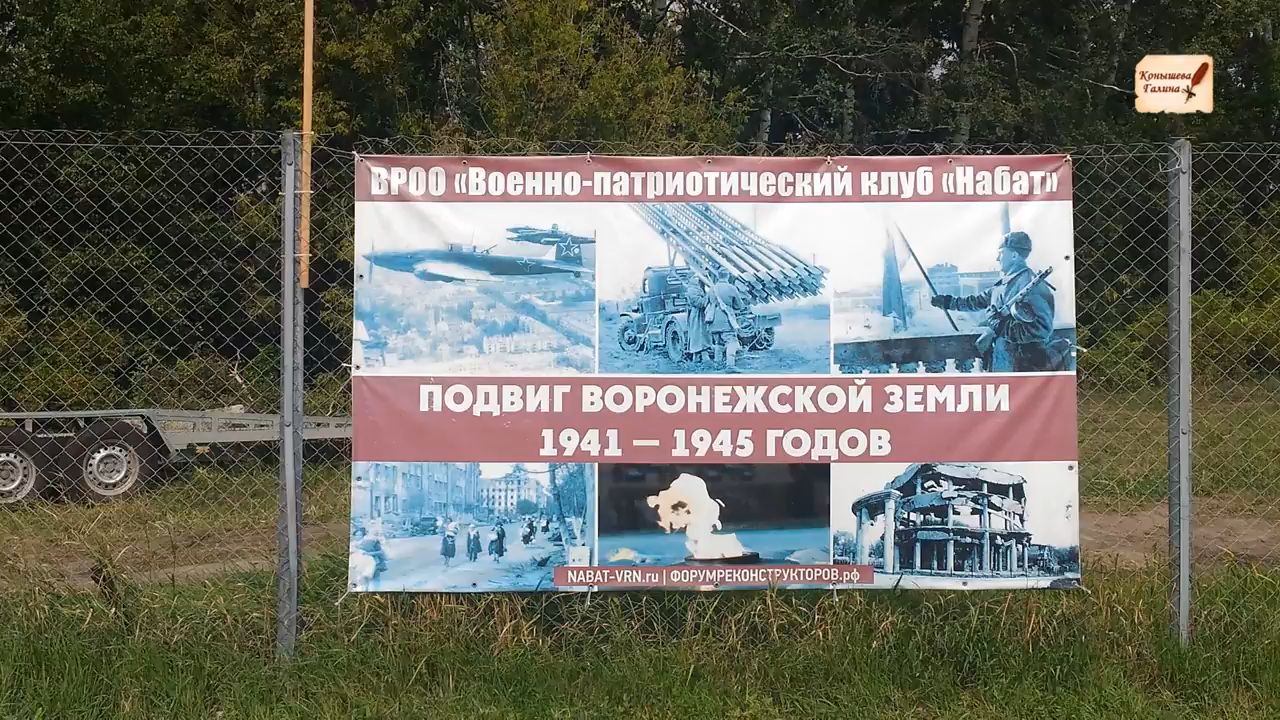 Конышева
Галина
ВРОО «Военно-патриотический клуб «Набат»
ПОДВИГ ВОРОНЕЖСКОЙ ЗЕМЛИ
1941 — 1945 ГОДОВ
NABAT-VRN.ru | ФОРУМРЕКОНСТРУКТОРОВ.рф